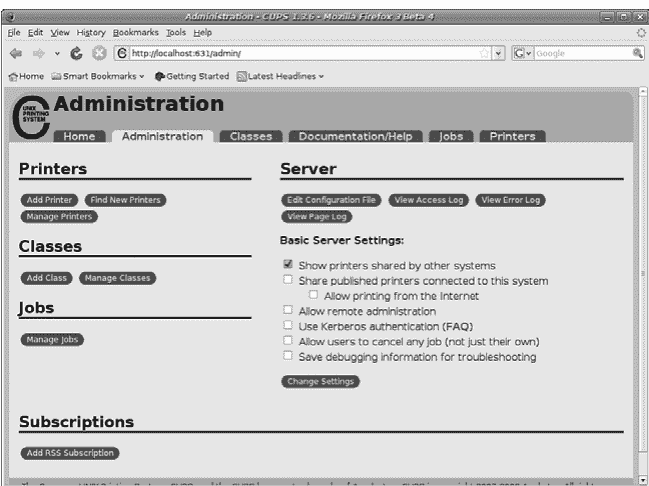 Administration - CUPS 1.3.6 - Mozilla Firefox 3 Beta 4
File Edit View History Bookmarks Tools Help
http://localhost:631/admin/
Google
Home Smart Bookmarks Getting Started Latest Headlines
UNIX PRINTING SYSTEM
Administration
Home Administration Classes Documentation/Help Jobs Printers
Printers
Add Printer Find New Printers
Manage Printers
Classes
Add Class Manage Classes
Jobs
Manage Jobs
Server
Edit Configuration File View Access Log View Error Log
View Page Log
Basic Server Settings:
Show printers shared by other systems
Share published printers connected to this system
Allow printing from the Internet
Allow remote administration
Use Kerberos authentication (FAQ)
Allow users to cancel any job (not just their own)
Save debugging information for troubleshooting
Change Settings
Subscriptions
Add RSS Subscription